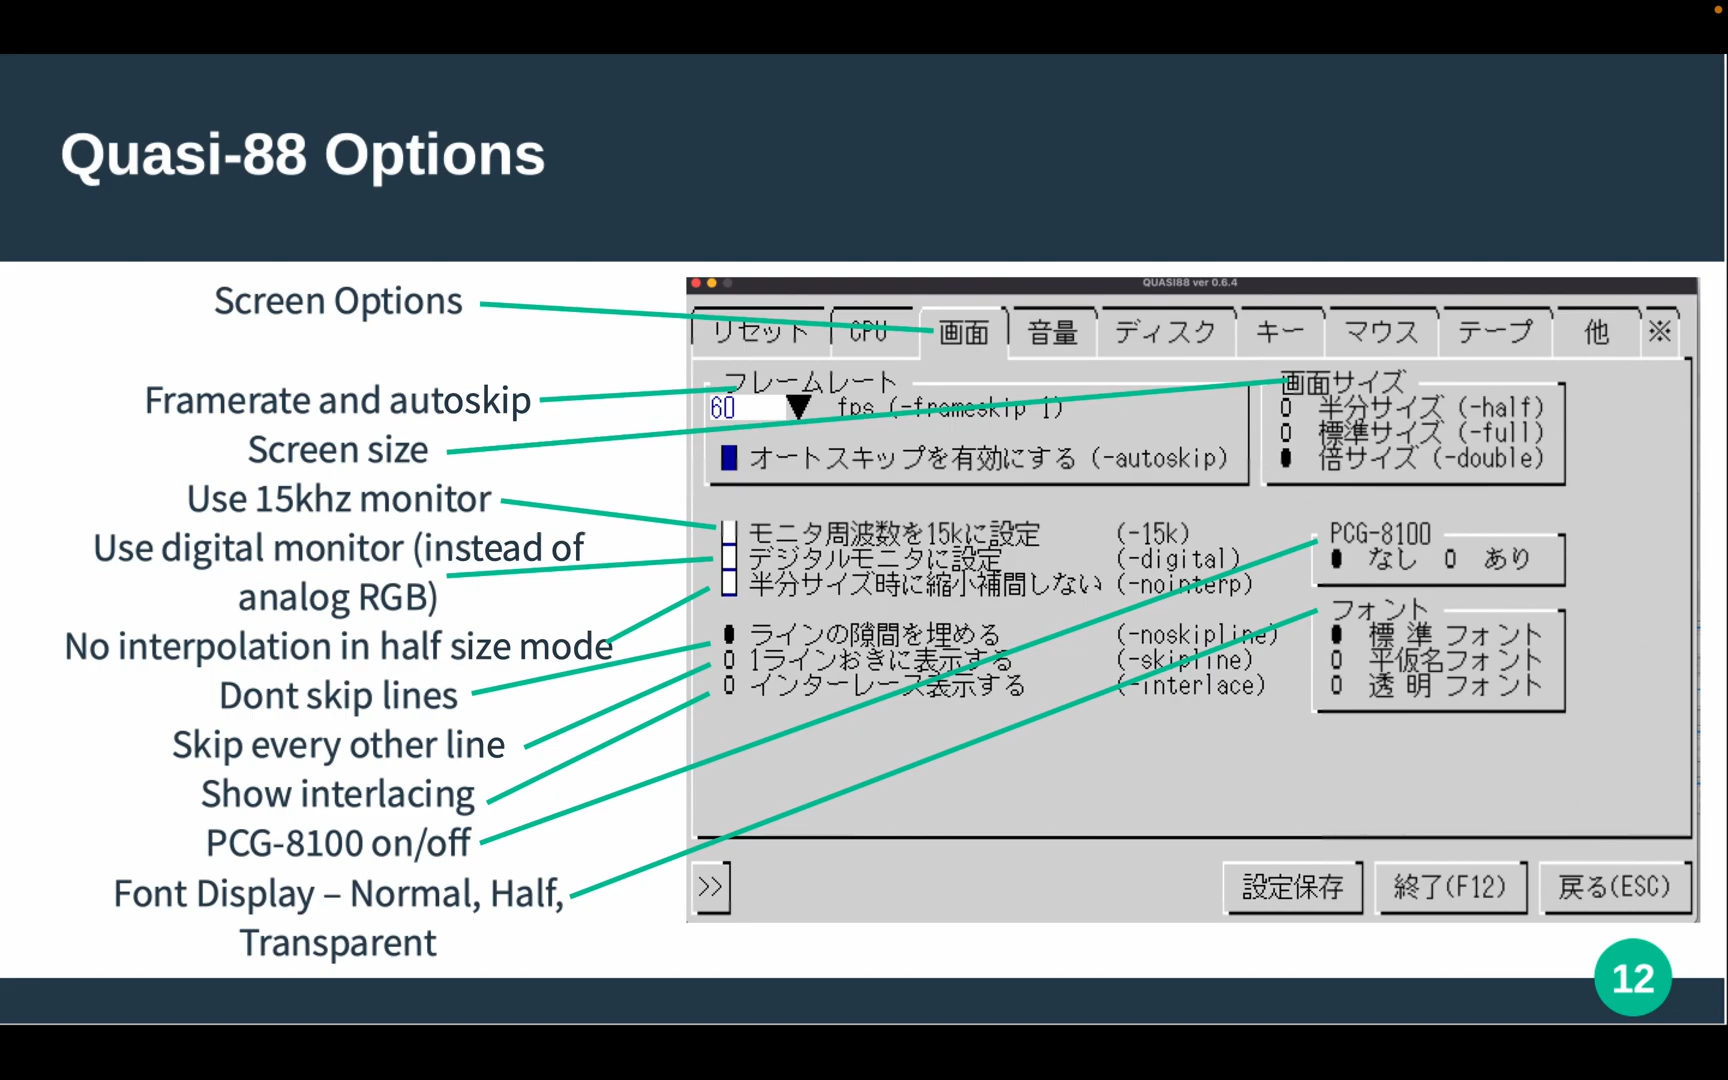 Quasi-88 Options
Screen Options
Framerate and autoskip
Screen size
Use 15khz monitor
Use digital monitor (instead of
analog RGB)
No interpolation in half size mode
Dont skip lines
Skip every other line
Show interlacing
PCG-8100 on/off
Font Display – Normal, Half,
Transparent
QUASI88 ver 0.6.4
リセット CPU 画面 音量 ディスク キー マウス テープ 他 ※
フレームレート
60 fps (-frameskip 1)
オートスキップを有効にする (-autoskip)
画面サイズ
半分サイズ (-half)
標準サイズ (-full)
倍サイズ (-double)
モニタ周波数を15kに設定 (-15k)
デジタルモニタに設定 (-digital)
半分サイズ時に縮小補間しない (-nointerp)
ラインの隙間を埋める (-noskipline)
1ラインおきに表示する (-skipline)
インターレース表示する (-interlace)
PCG-8100
なし あり
フォント
標準 フォント
平仮名フォント
透明 フォント
>> 設定保存 終了(F12) 戻る(ESC)
12